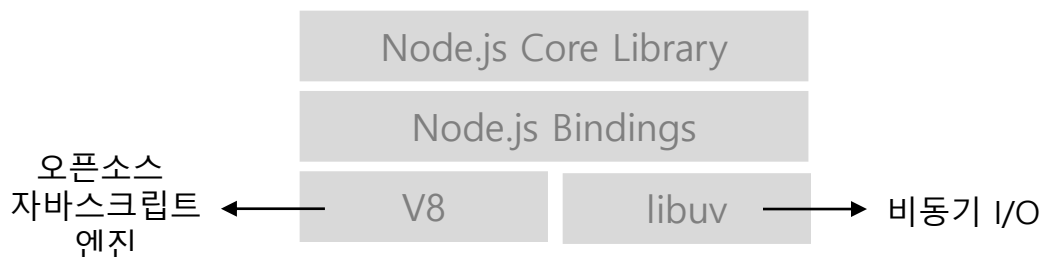 Node.js Core Library
Node.js Bindings
오픈소스
자바스크립트
엔진
V8
libuv
비동기 I/O